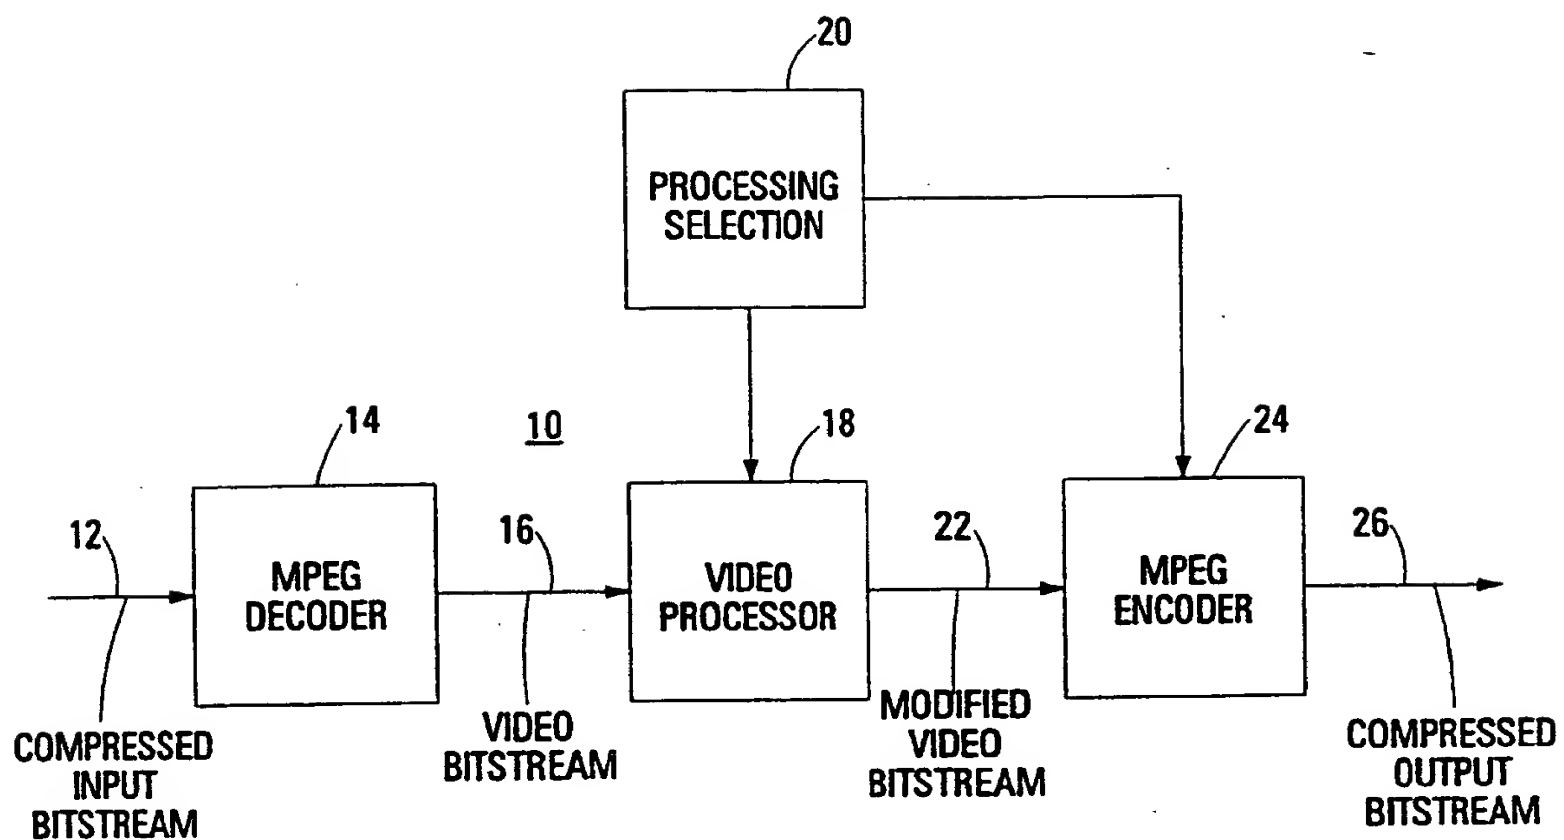 20
PROCESSING
SELECTION
14
10
18
24
12
MPEG
DECODER
16
VIDEO
PROCESSOR
22
MPEG
ENCODER
26
COMPRESSED
INPUT
BITSTREAM
VIDEO
BITSTREAM
MODIFIED
VIDEO
BITSTREAM
COMPRESSED
OUTPUT
BITSTREAM